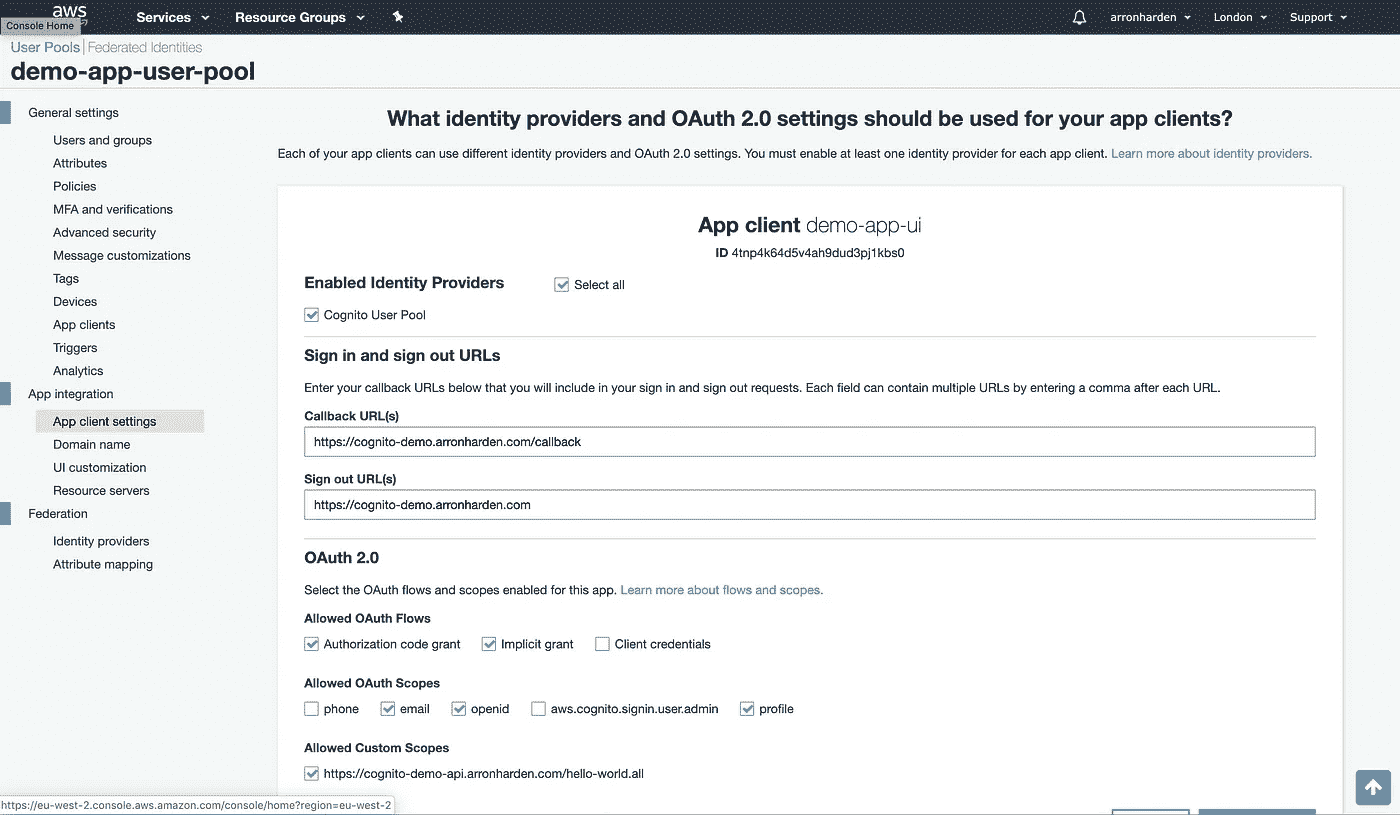 aws
Services
Resource Groups
arronharden
London
Support
Console Home
User Pools | Federated Identities
demo-app-user-pool
General settings
Users and groups
Attributes
Policies
MFA and verifications
Advanced security
Message customizations
Tags
Devices
App clients
Triggers
Analytics
App integration
App client settings
Domain name
UI customization
Resource servers
Federation
Identity providers
Attribute mapping
What identity providers and OAuth 2.0 settings should be used for your app clients?
Each of your app clients can use different identity providers and OAuth 2.0 settings. You must enable at least one identity provider for each app client. Learn more about identity providers.
App client demo-app-ui
ID 4tnp4k64d5v4ah9dud3pj1kbs0
Enabled Identity Providers
Select all
Cognito User Pool
Sign in and sign out URLs
Enter your callback URLs below that you will include in your sign in and sign out requests. Each field can contain multiple URLs by entering a comma after each URL.
Callback URL(s)
https://cognito-demo.arronharden.com/callback
Sign out URL(s)
https://cognito-demo.arronharden.com
OAuth 2.0
Select the OAuth flows and scopes enabled for this app. Learn more about flows and scopes.
Allowed OAuth Flows
Authorization code grant
Implicit grant
Client credentials
Allowed OAuth Scopes
phone
email
openid
aws.cognito.signin.user.admin
profile
Allowed Custom Scopes
https://cognito-demo-api.arronharden.com/hello-world.all
https://eu-west-2.console.aws.amazon.com/console/home?region=eu-west-2